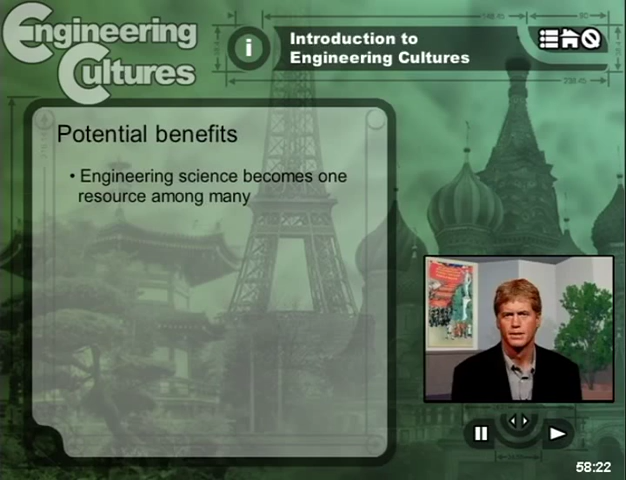 Engineering
Cultures
i
Introduction to
Engineering Cultures
Potential benefits
• Engineering science becomes one
resource among many
58:22